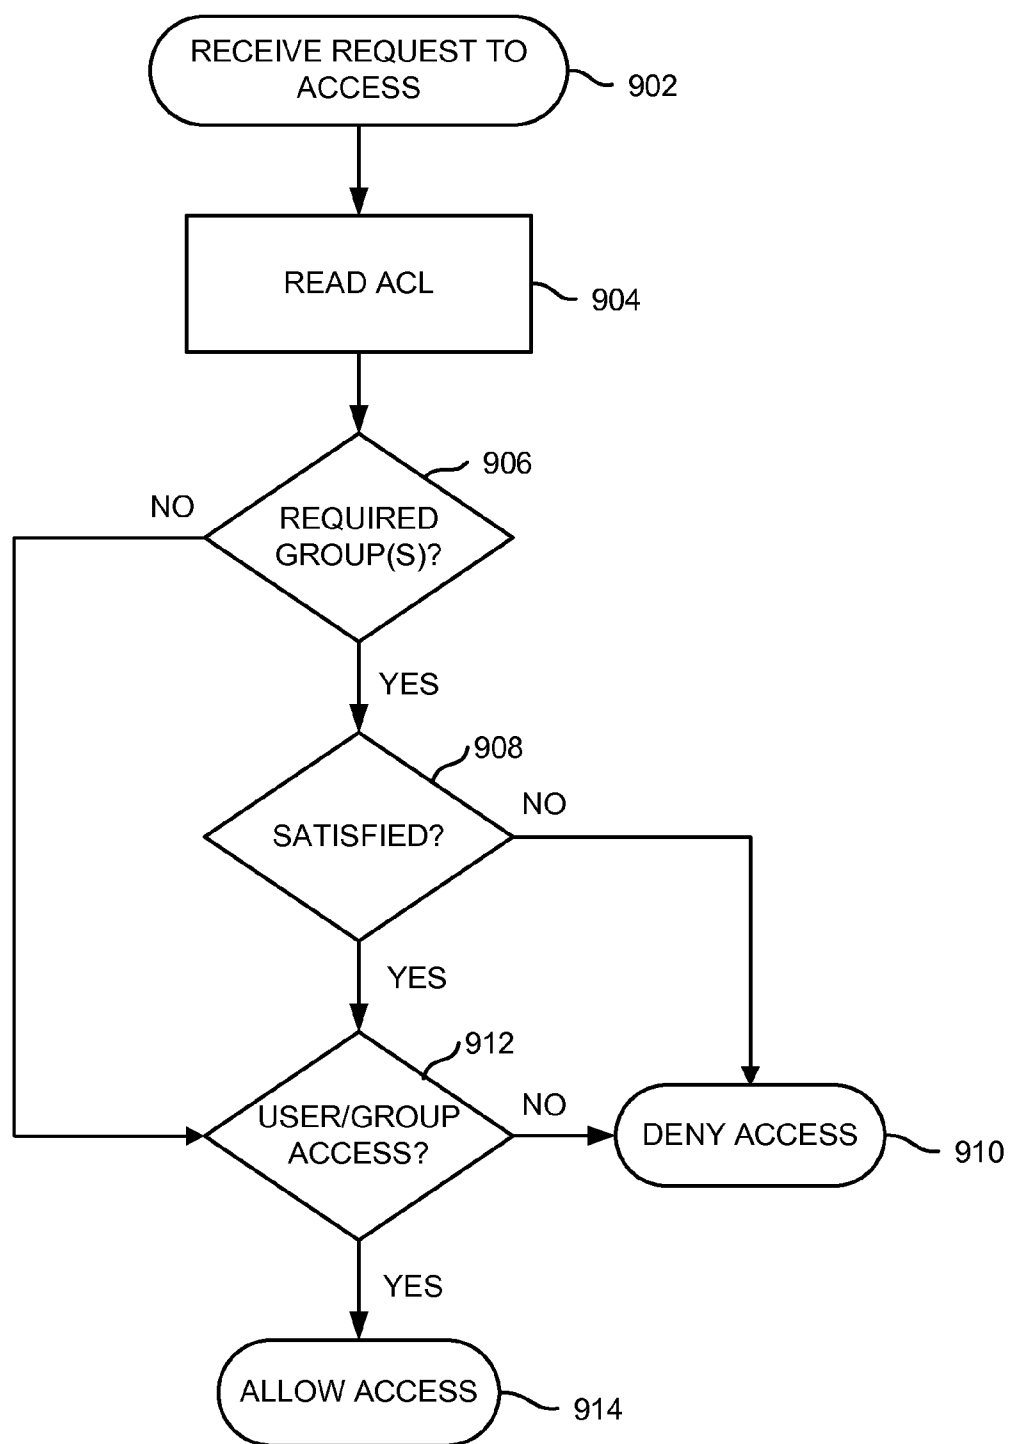 RECEIVE REQUEST TO
ACCESS
902
READ ACL
904
906
NO
REQUIRED
GROUP(S)?
YES
908
NO
SATISFIED?
YES
912
NO
USER/GROUP
ACCESS?
DENY ACCESS
910
YES
ALLOW ACCESS
914